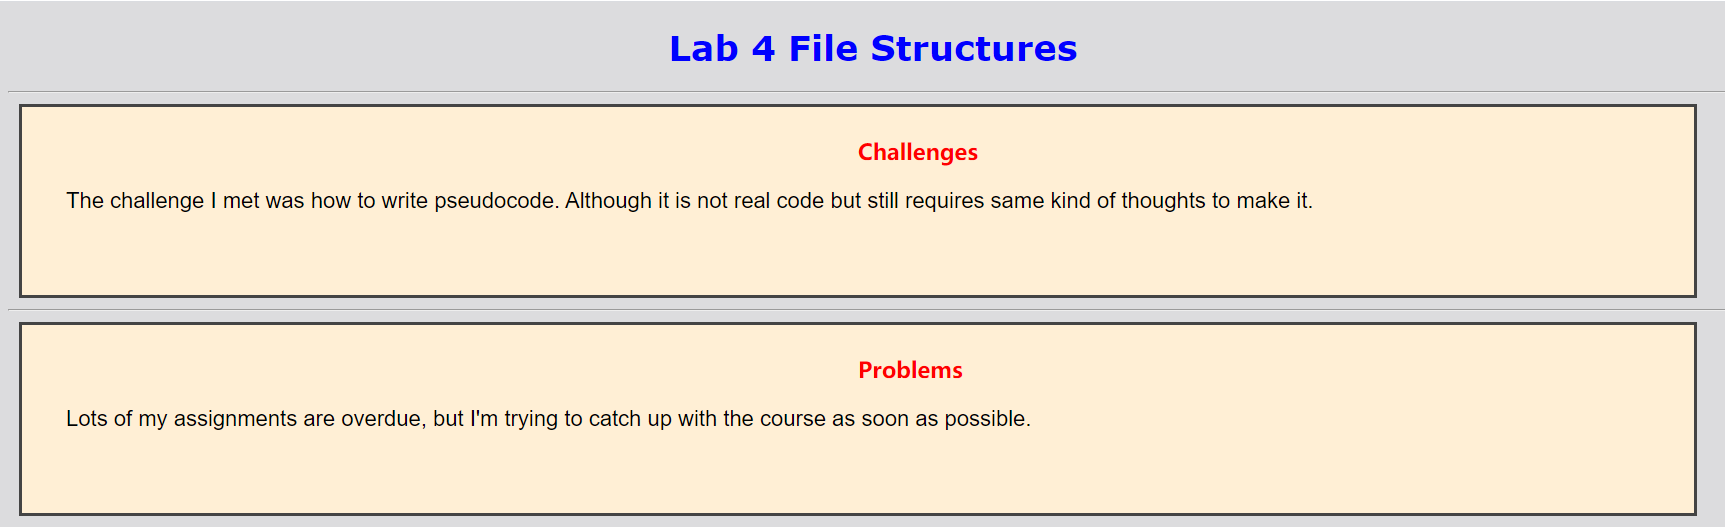 Lab 4 File Structures
Challenges
The challenge I met was how to write pseudocode. Although it is not real code but still requires same kind of thoughts to make it.
Problems
Lots of my assignments are overdue, but I'm trying to catch up with the course as soon as possible.